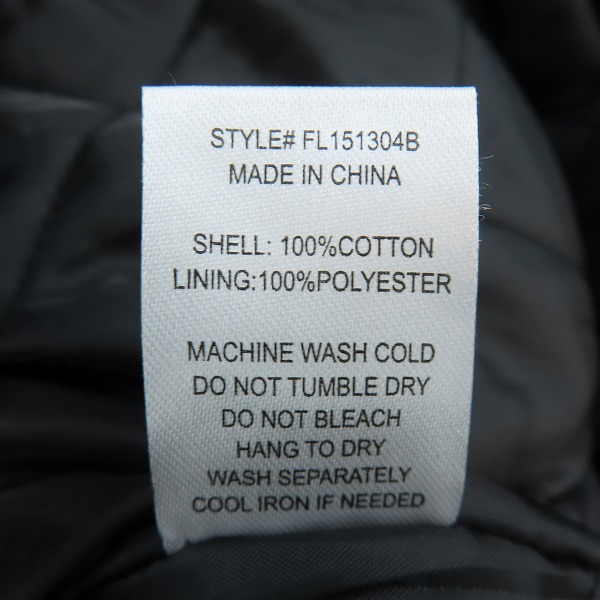 STYLE# FL151304B
MADE IN CHINA
SHELL: 100%COTTON
LINING:100%POLYESTER
MACHINE WASH COLD
DO NOT TUMBLE DRY
DO NOT BLEACH
HANG TO DRY
WASH SEPARATELY
COOL IRON IF NEEDED